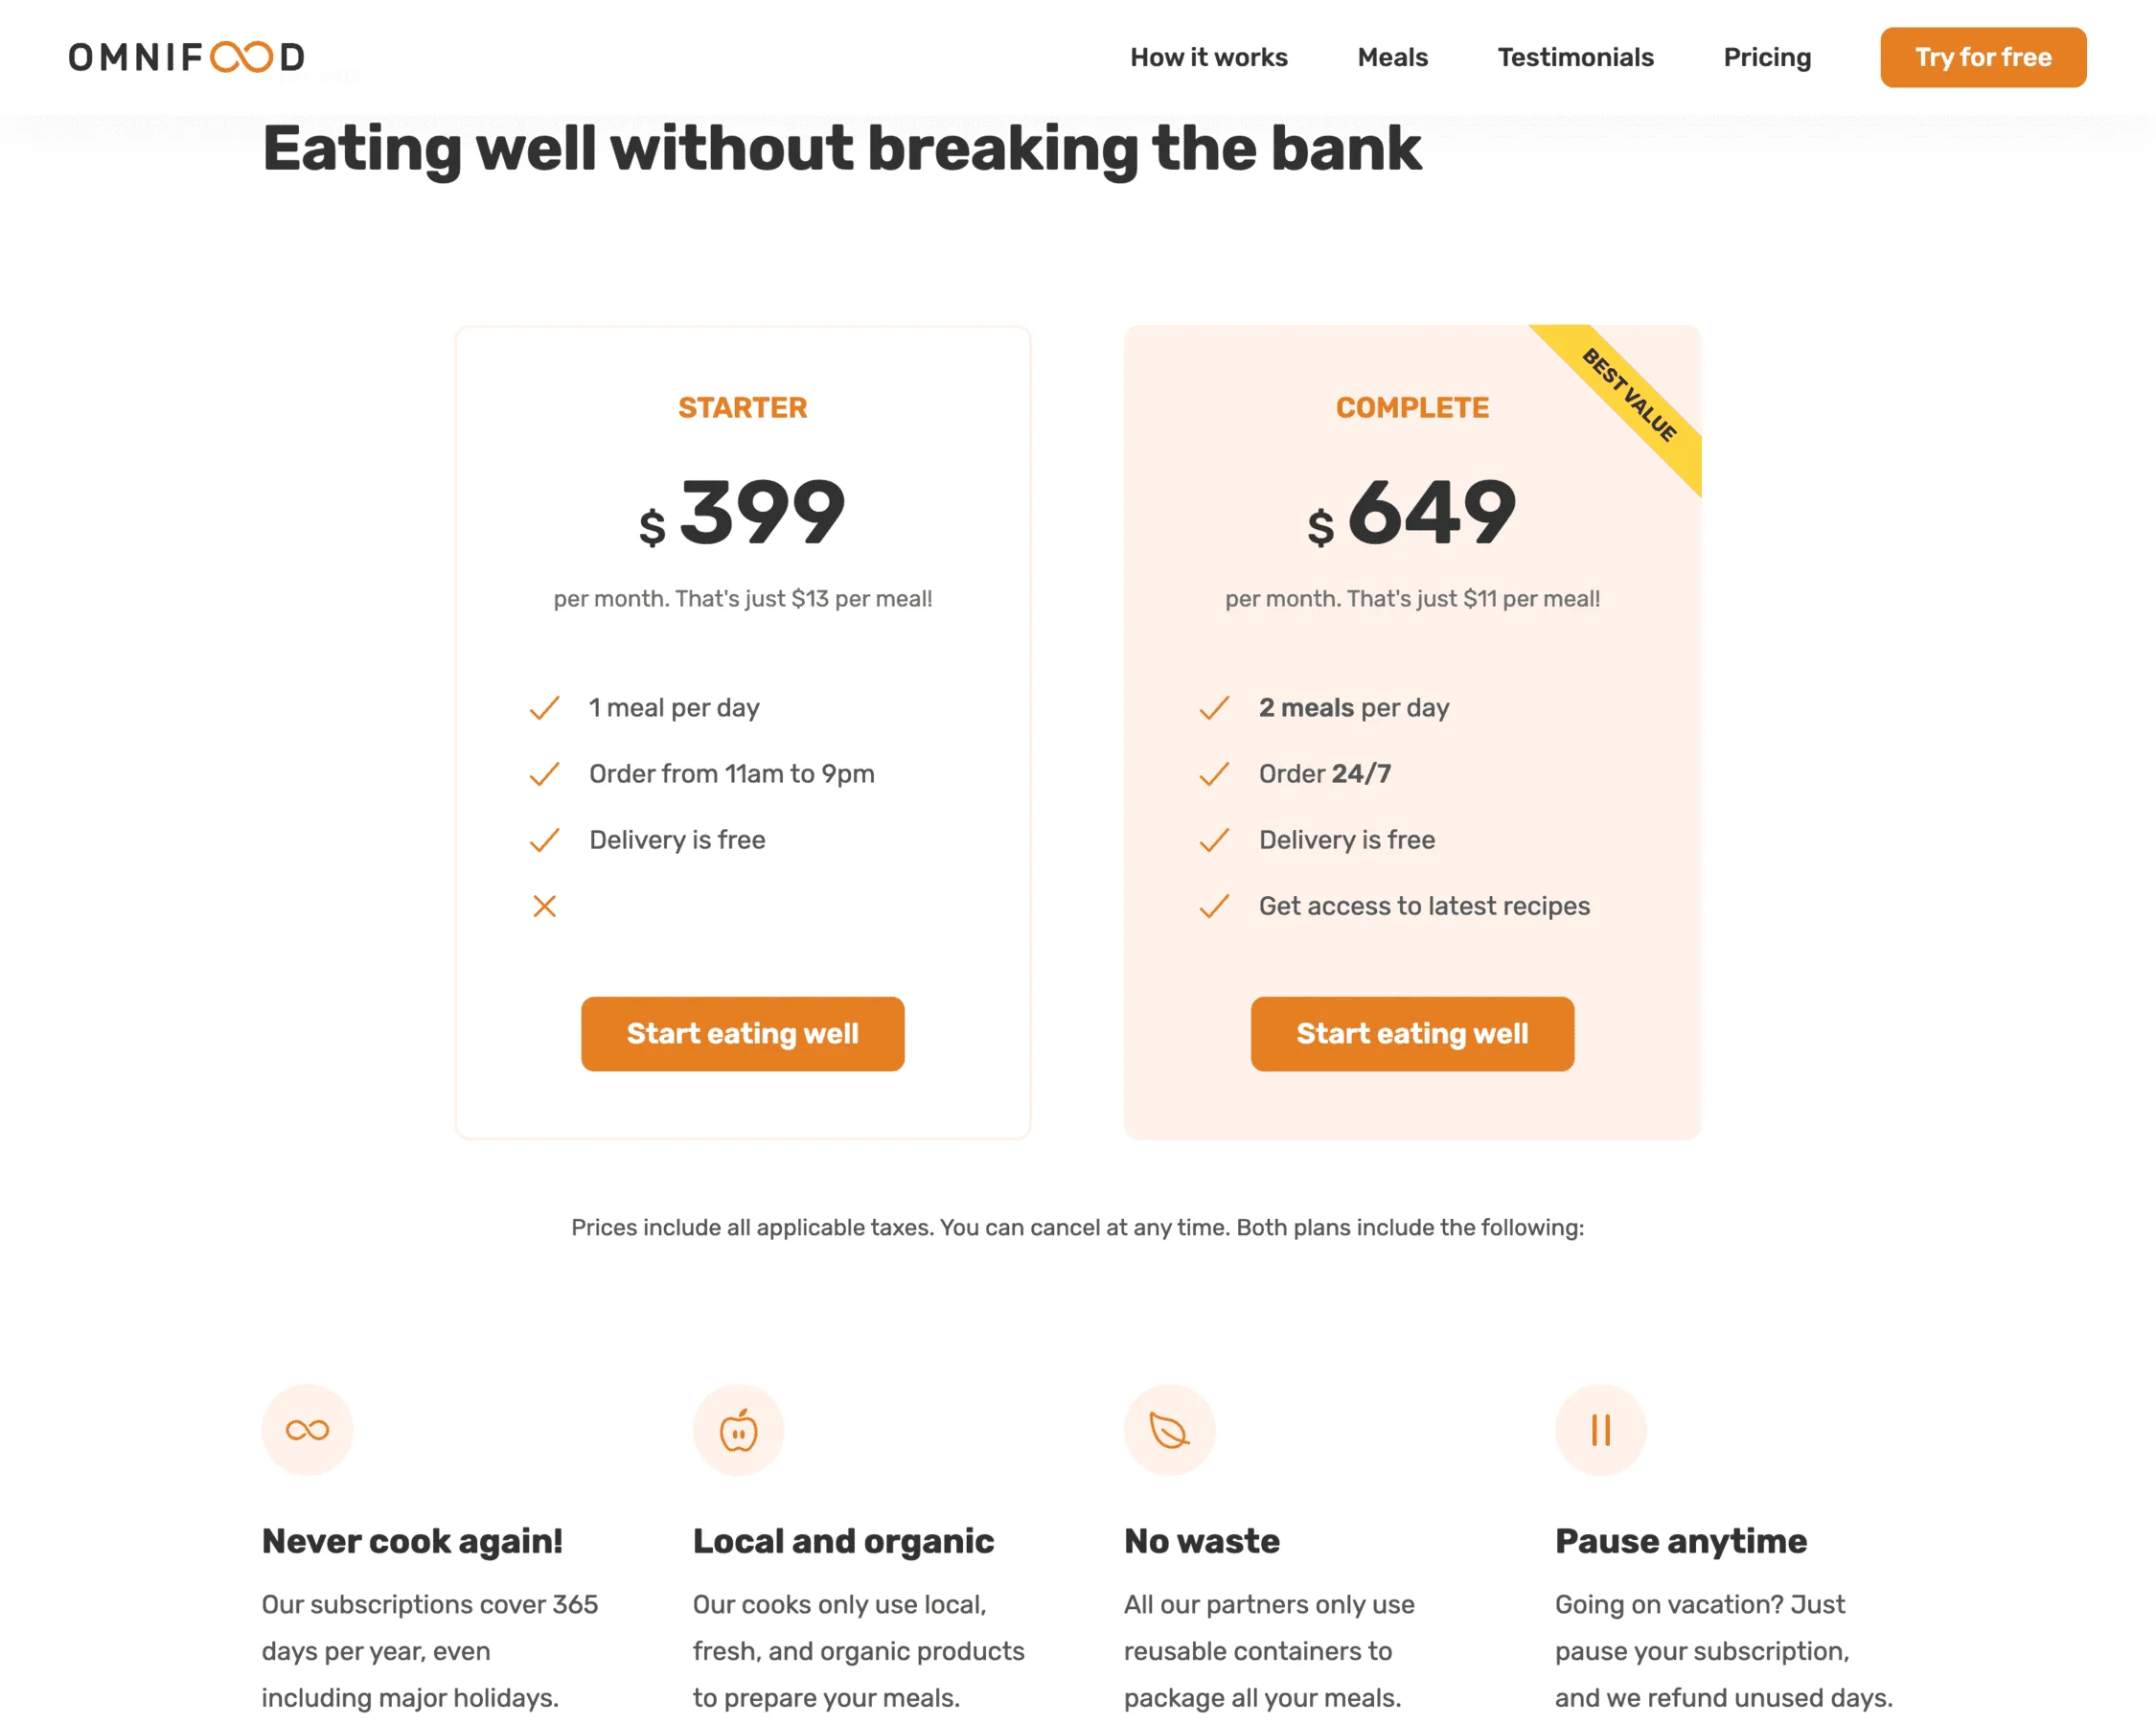 OMNIFOOD
How it works
Meals
Testimonials
Pricing
Try for free
Eating well without breaking the bank
STARTER
$ 399
per month. That's just $13 per meal!
1 meal per day
Order from 11am to 9pm
Delivery is free
Start eating well
BEST VALUE
COMPLETE
$ 649
per month. That's just $11 per meal!
2 meals per day
Order 24/7
Delivery is free
Get access to latest recipes
Start eating well
Prices include all applicable taxes. You can cancel at any time. Both plans include the following:
Never cook again!
Our subscriptions cover 365
days per year, even
including major holidays.
Local and organic
Our cooks only use local,
fresh, and organic products
to prepare your meals.
No waste
All our partners only use
reusable containers to
package all your meals.
Pause anytime
Going on vacation? Just
pause your subscription,
and we refund unused days.